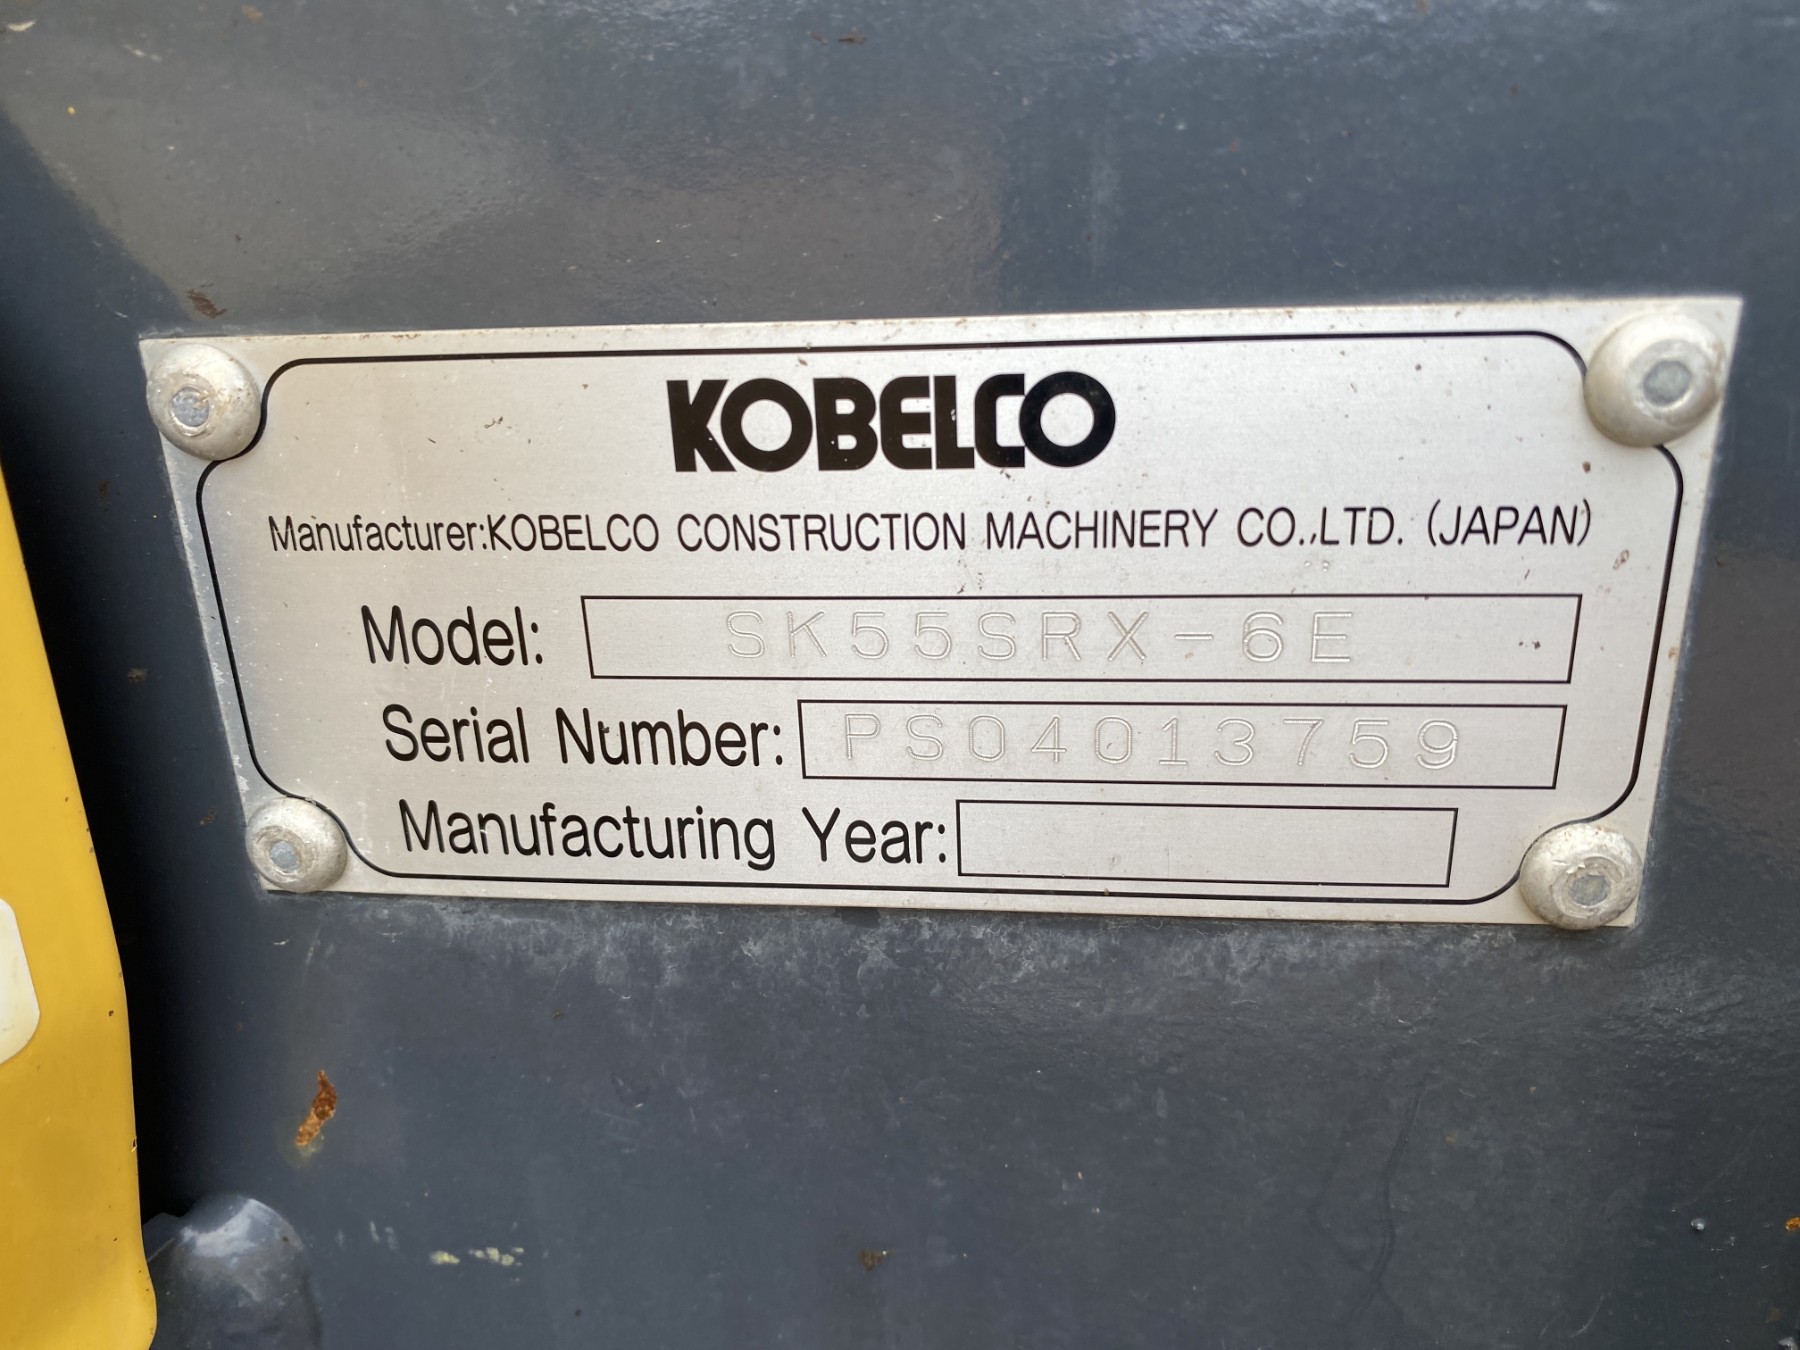 KOBELCO
Manufacturer:KOBELCO CONSTRUCTION MACHINERY CO.,LTD. (JAPAN)
Model: SK55SRX-6E
Serial Number: PS04013759
Manufacturing Year: